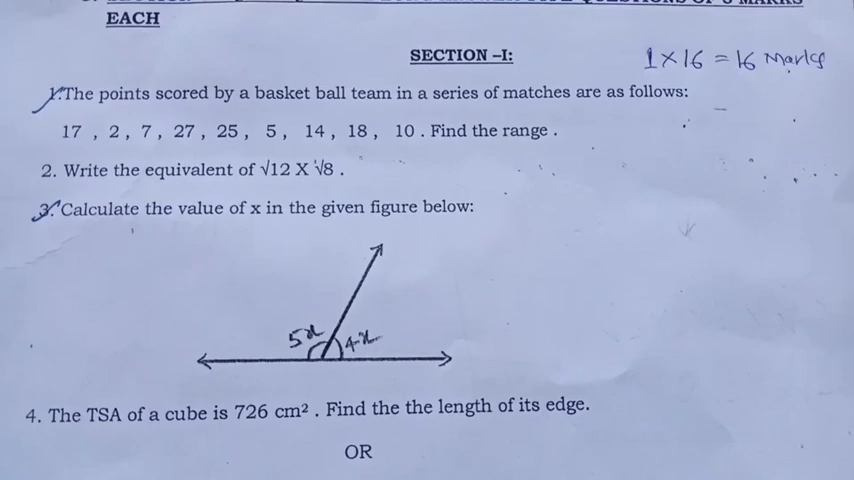 EACH
SECTION –I:
1 X 16 = 16 Marks
1. The points scored by a basket ball team in a series of matches are as follows:
17 , 2 , 7 , 27 , 25 , 5 , 14 , 18 , 10 . Find the range .
2. Write the equivalent of √12 X √8 .
3. Calculate the value of x in the given figure below:
5x 4x
4. The TSA of a cube is 726 cm² . Find the the length of its edge.
OR